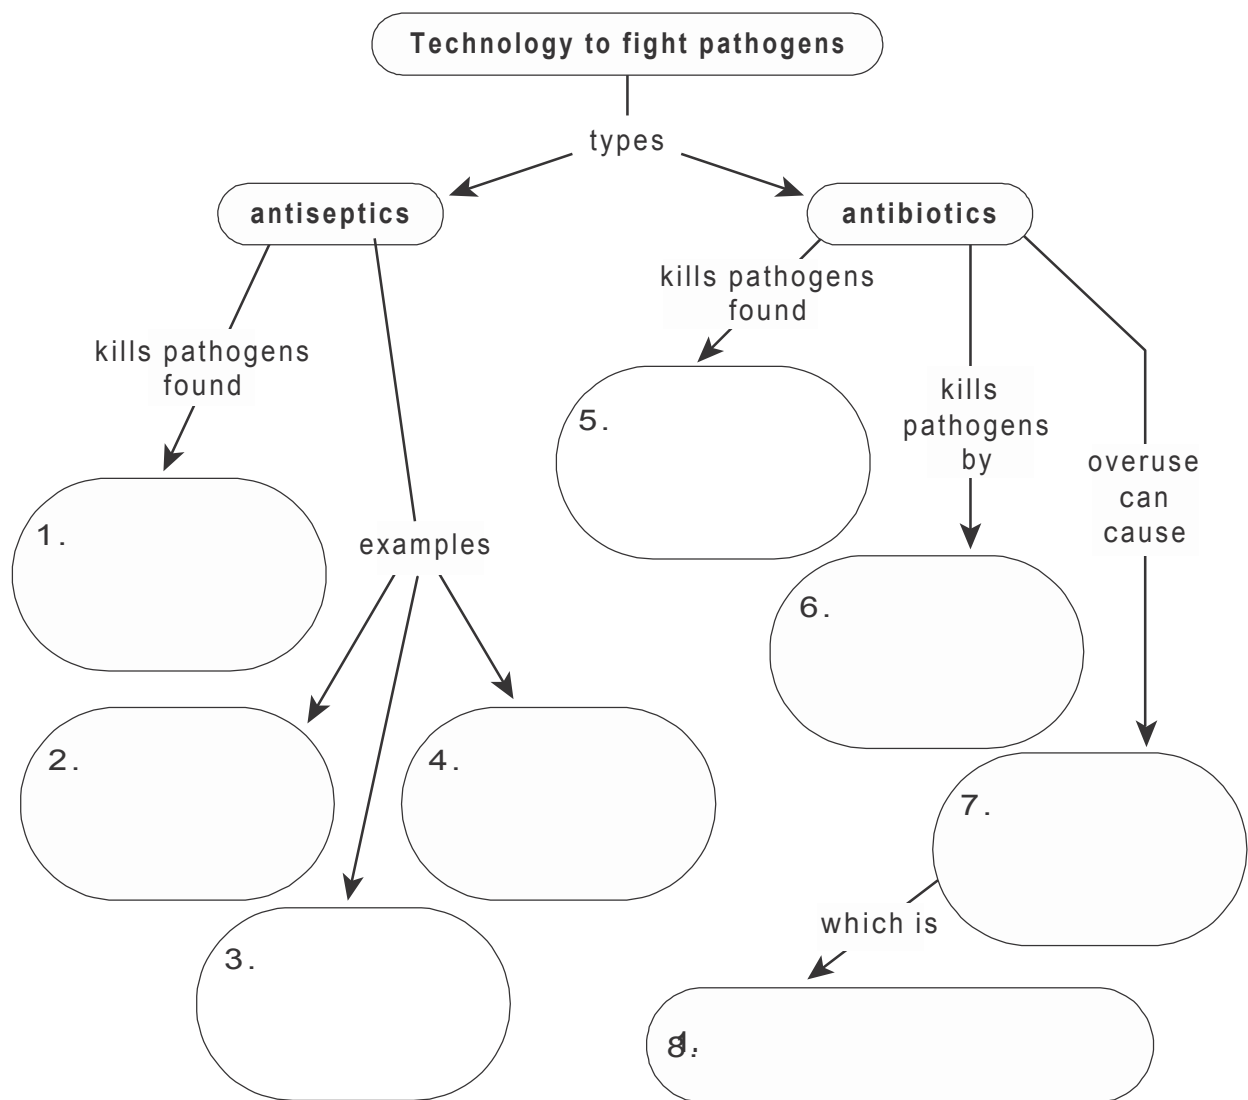 Technology to fight pathogens
types
antiseptics
antibiotics
kills pathogens
found
kills pathogens
found
kills
pathogens
by
overuse
can
cause
examples
1.
2.
3.
4.
5.
6.
7.
which is
8.